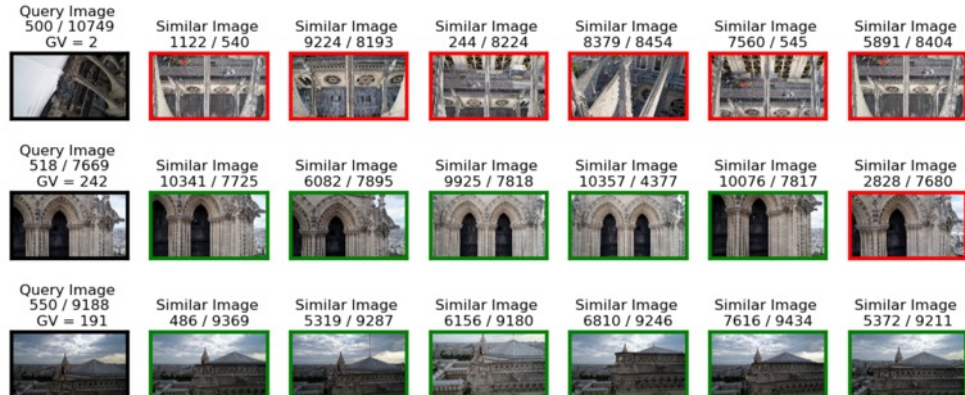 Query Image
500 / 10749
GV = 2
Similar Image
1122 / 540
Similar Image
9224 / 8193
Similar Image
244 / 8224
Similar Image
8379 / 8454
Similar Image
7560 / 545
Similar Image
5891 / 8404
Query Image
518 / 7669
GV = 242
Similar Image
10341 / 7725
Similar Image
6082 / 7895
Similar Image
9925 / 7818
Similar Image
10357 / 4377
Similar Image
10076 / 7817
Similar Image
2828 / 7680
Query Image
550 / 9188
GV = 191
Similar Image
486 / 9369
Similar Image
5319 / 9287
Similar Image
6156 / 9180
Similar Image
6810 / 9246
Similar Image
7616 / 9434
Similar Image
5372 / 9211